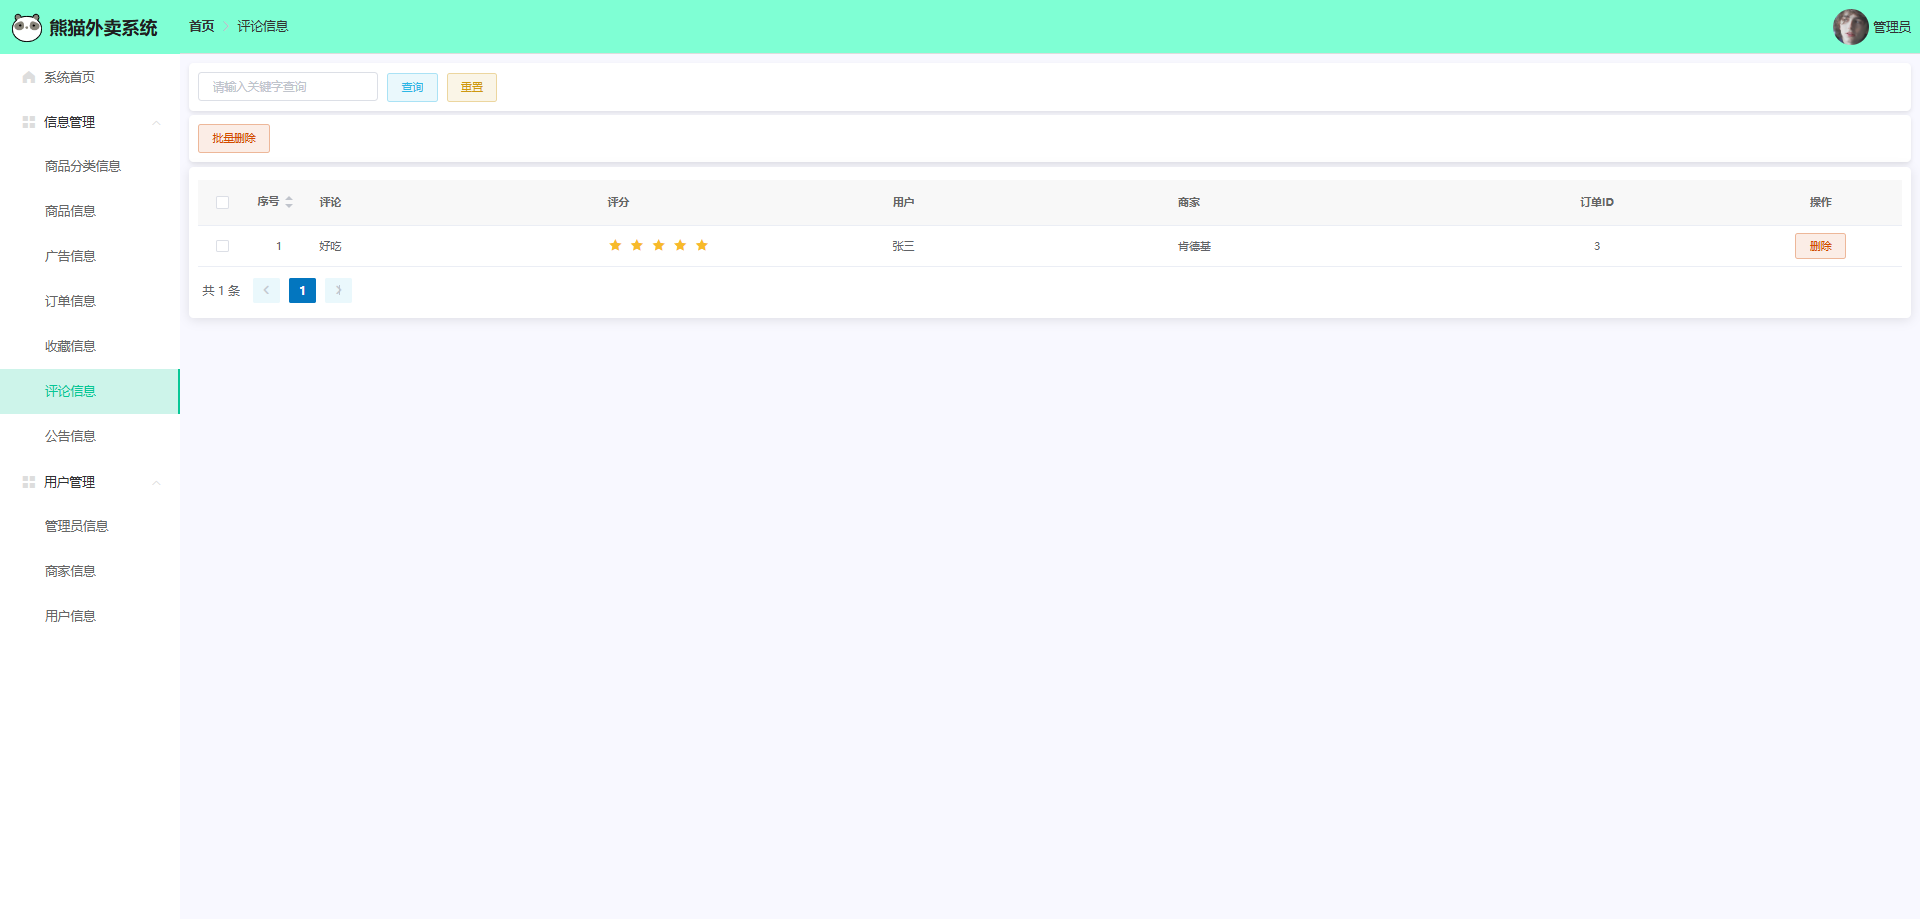 熊猫外卖系统
首页 评论信息
管理员
系统首页
信息管理
商品分类信息
商品信息
广告信息
订单信息
收藏信息
评论信息
公告信息
用户管理
管理员信息
商家信息
用户信息
请输入关键字查询 查询 重置
批量删除
序号 评论 评分 用户 商家 订单ID 操作
1 好吃 张三 肯德基 3 删除
共 1 条 1